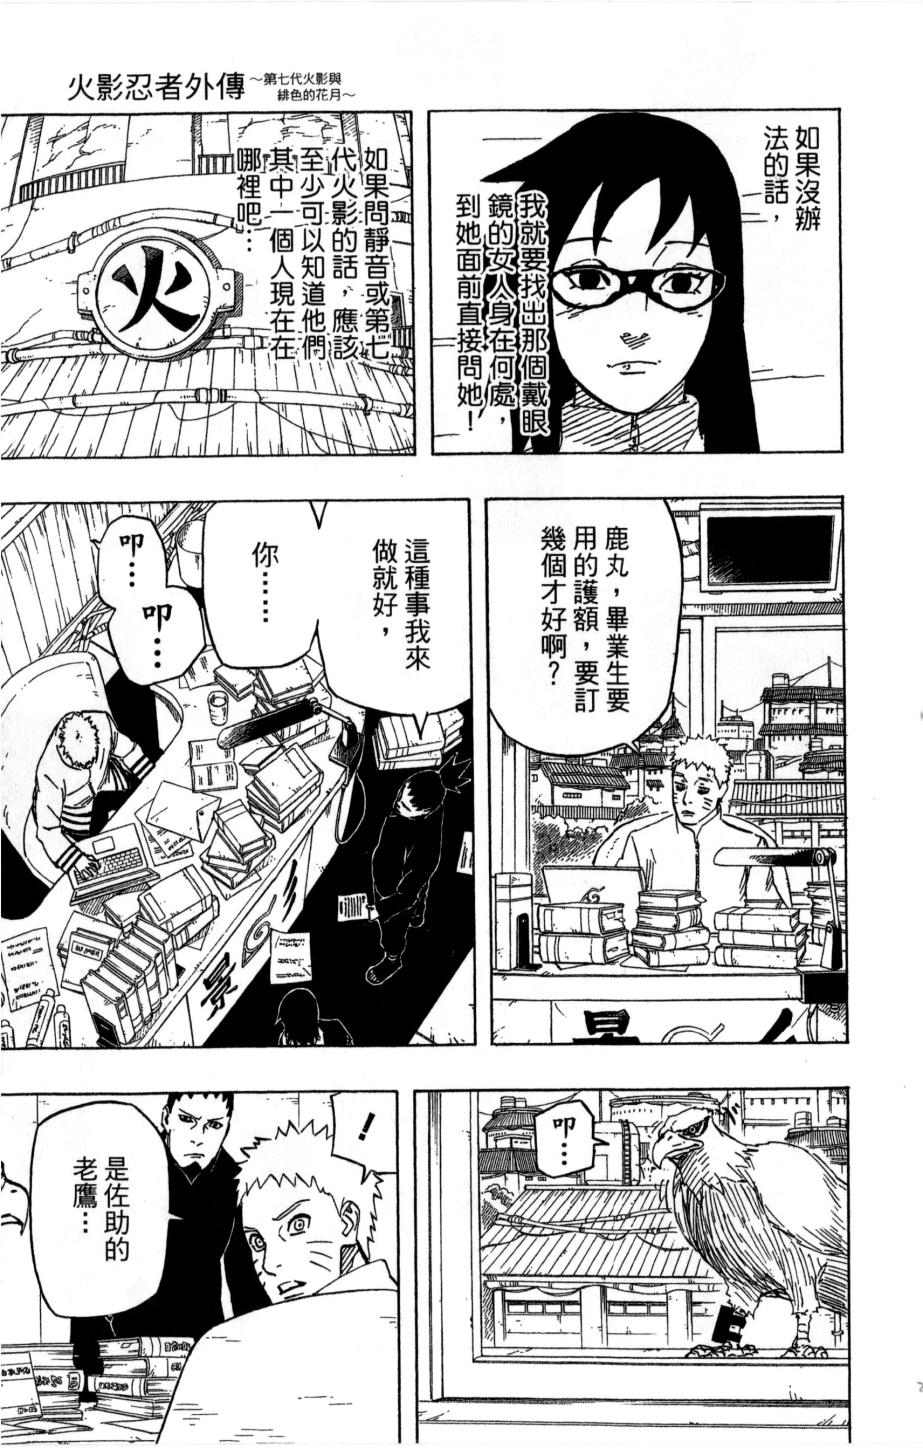 火影忍者外傳
～第七代火影與
緋色的花月～
如果沒辦
法的話，
我就要找出那個戴眼
鏡的女人身在何處，
到她面前直接問她！
如果問靜音或第七
代火影的話，應該
至少可以知道他們
其中一個人現在在
哪裡吧…
火
鹿丸，畢業生要
用的護額，要訂
幾個才好啊？
這種事我來
做就好，
你……
叩…
叩…
景
叩…
！
是佐助的
老鷹…